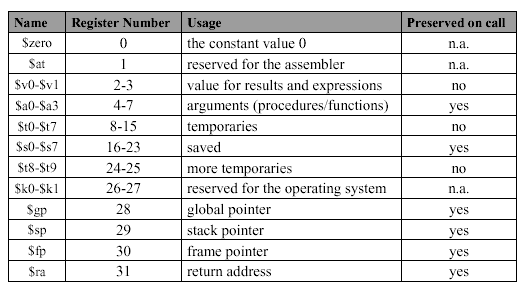 Name Register Number Usage Preserved on call
$zero 0 the constant value 0 n.a.
$at 1 reserved for the assembler n.a.
$v0-$v1 2-3 value for results and expressions no
$a0-$a3 4-7 arguments (procedures/functions) yes
$t0-$t7 8-15 temporaries no
$s0-$s7 16-23 saved yes
$t8-$t9 24-25 more temporaries no
$k0-$k1 26-27 reserved for the operating system n.a.
$gp 28 global pointer yes
$sp 29 stack pointer yes
$fp 30 frame pointer yes
$ra 31 return address yes